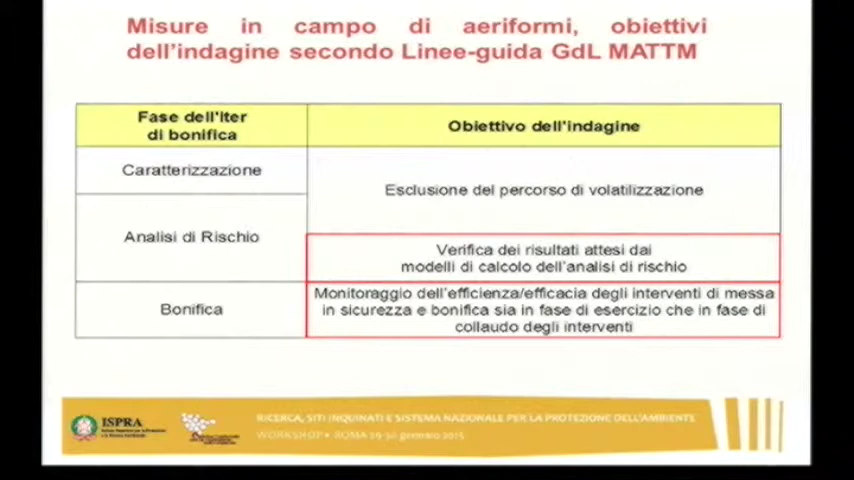 Misure in campo di aeriformi, obiettivi
dell'indagine secondo Linee-guida GdL MATTM
Fase dell'iter
di bonifica
Obiettivo dell'indagine
Caratterizzazione
Esclusione del percorso di volatilizzazione
Analisi di Rischio
Verifica dei risultati attesi dai
modelli di calcolo dell'analisi di rischio
Bonifica
Monitoraggio dell'efficienza/efficacia degli interventi di messa
in sicurezza e bonifica sia in fase di esercizio che in fase di
collaudo degli interventi
ISPRA
RICERCA, SITI INQUINATI E SISTEMA NAZIONALE PER LA PROTEZIONE DELL'AMBIENTE
WORKSHOP • ROMA gennaio 2015